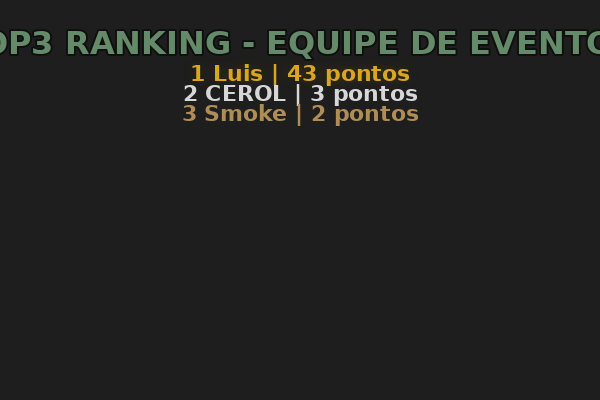 OP3 RANKING - EQUIPE DE EVENTO
1 Luis | 43 pontos
2 CEROL | 3 pontos
3 Smoke | 2 pontos